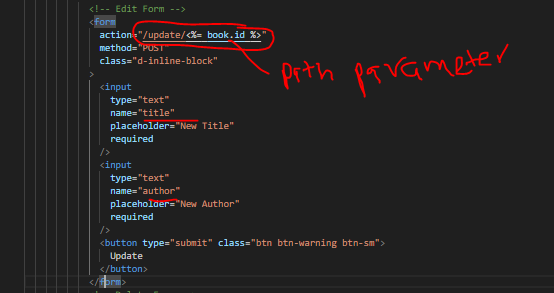 <!-- Edit Form -->
<form
action="/update/<%= book.id %>"
method="POST"
class="d-inline-block"
path parameter
>
<input
type="text"
name="title"
placeholder="New Title"
required
/>
<input
type="text"
name="author"
placeholder="New Author"
required
/>
<button type="submit" class="btn btn-warning btn-sm">
Update
</button>
</form>